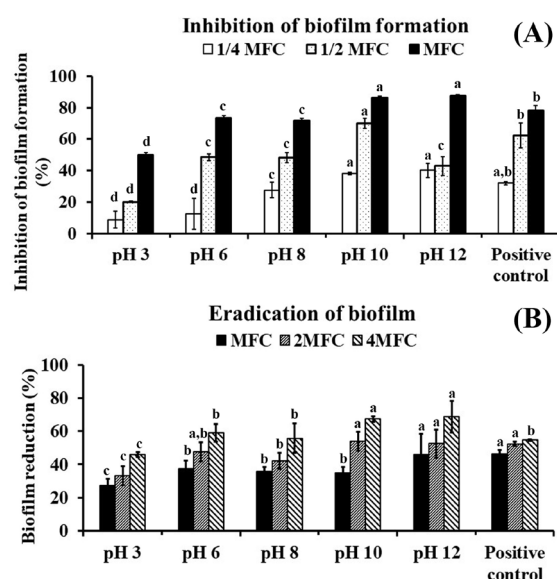 Inhibition of biofilm formation
(A)
1/4 MFC 1/2 MFC MFC
Inhibition of biofilm formation
(%)
100
80
60
40
20
0
d d d
d c c
c c c
a a a
a c a
a,b b b
pH 3 pH 6 pH 8 pH 10 pH 12 Positive
control
Eradication of biofilm
(B)
MFC 2MFC 4MFC
Biofilm reduction (%)
100
80
60
40
20
0
c c c
b a,b b
b b b
b a a
a a a
a a b
pH 3 pH 6 pH 8 pH 10 pH 12 Positive
control